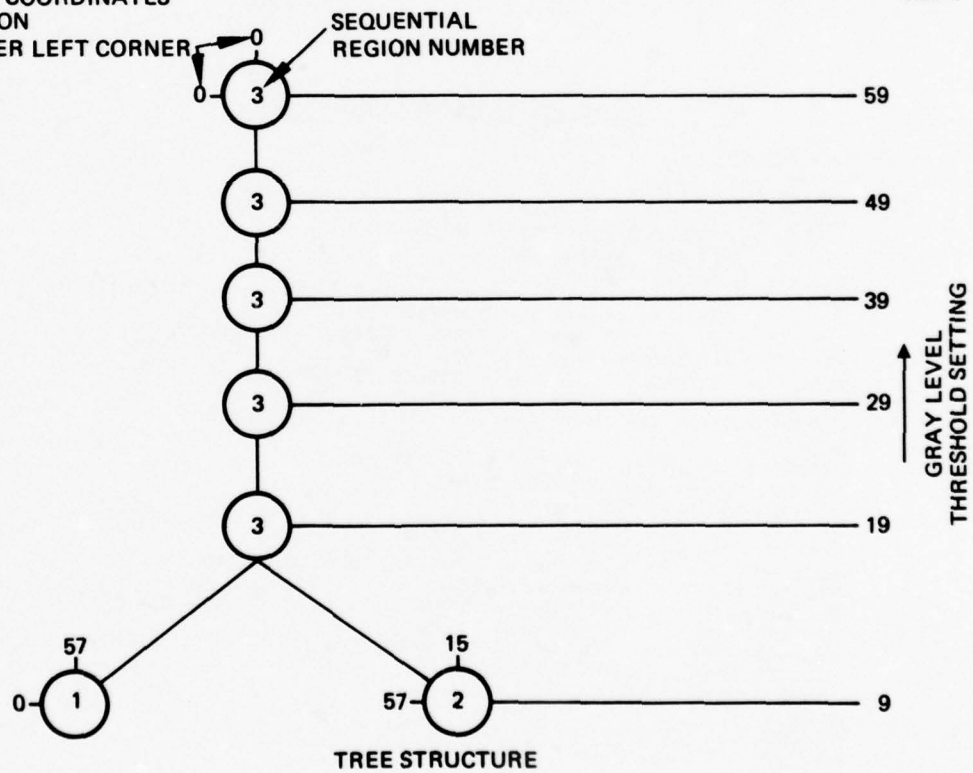 COORDINATES
ON
ER LEFT CORNER
0
0
SEQUENTIAL
REGION NUMBER
3
59
3
49
3
39
3
29
3
19
GRAY LEVEL
THRESHOLD SETTING
57
0
1
15
57
2
9
TREE STRUCTURE